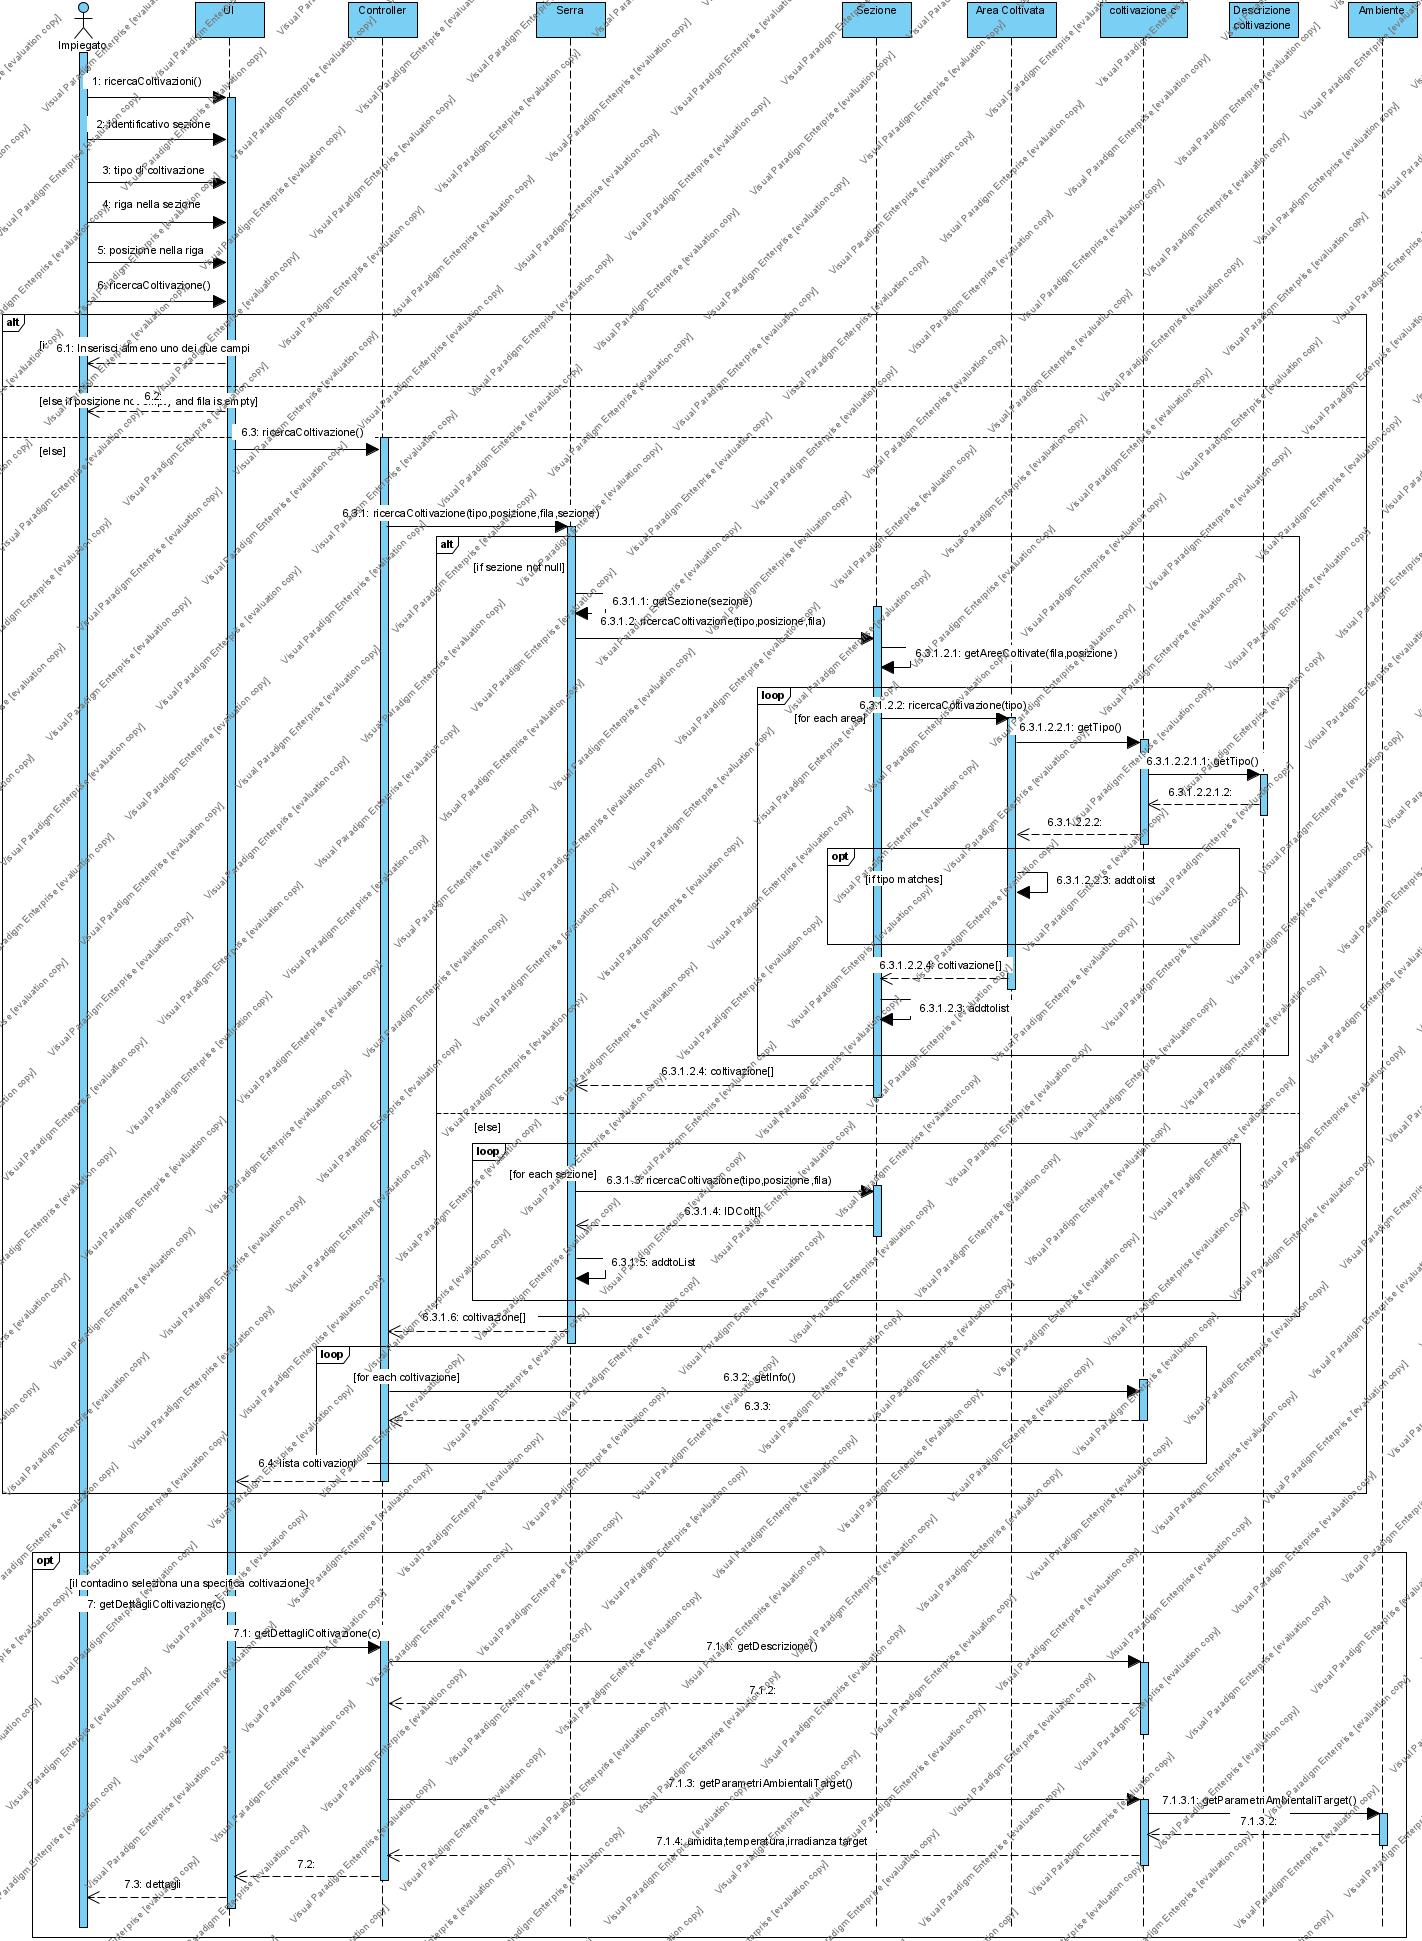 Impiegato
UI
Controller
Serra
Sezione
Area Coltivata
coltivazione c
Descrizione
coltivazione
Ambiente
1: ricercaColtivazioni()
2: identificativo sezione
3: tipo di coltivazione
4: riga nella sezione
5: posizione nella riga
6: ricercaColtivazione()
alt
6.1: Inserisci almeno uno dei due campi
6.2:
[else if posizione and fila is empty]
6.3: ricercaColtivazione()
[else]
6.3.1: ricercaColtivazione(tipo,posizione,fila,sezione)
alt
[if sezione not null]
6.3.1.1: getSezione(sezione)
6.3.1.2: ricercaColtivazione(tipo,posizione,fila)
6.3.1.2.1: getAreeColtivate(fila,posizione)
loop
[for each area]
6.3.1.2.2: ricercaColtivazione(tipo)
6.3.1.2.2.1: getTipo()
6.3.1.2.2.1.1: getTipo()
6.3.1.2.2.1.2:
6.3.1.2.2.2:
opt
[if tipo matches]
6.3.1.2.2.3: addtolist
6.3.1.2.2.4: coltivazione[]
6.3.1.2.3: addtolist
6.3.1.2.4: coltivazione[]
[else]
loop
[for each sezione]
6.3.1.3: ricercaColtivazione(tipo,posizione,fila)
6.3.1.4: IDColt[]
6.3.1.5: addtoList
6.3.1.6: coltivazione[]
loop
[for each coltivazione]
6.3.2: getInfo()
6.3.3:
6.4: lista coltivazioni
opt
[il contadino seleziona una specifica coltivazione]
7: getDettagliColtivazione(c)
7.1: getDettagliColtivazione(c)
7.1.1: getDescrizione()
7.1.2:
7.1.3: getParametriAmbientaliTarget()
7.1.3.1: getParametriAmbientaliTarget()
7.1.3.2:
7.1.4: umidita,temperatura,irradianza target
7.2:
7.3: dettagli
Visual Paradigm Enterprise [evaluation copy]